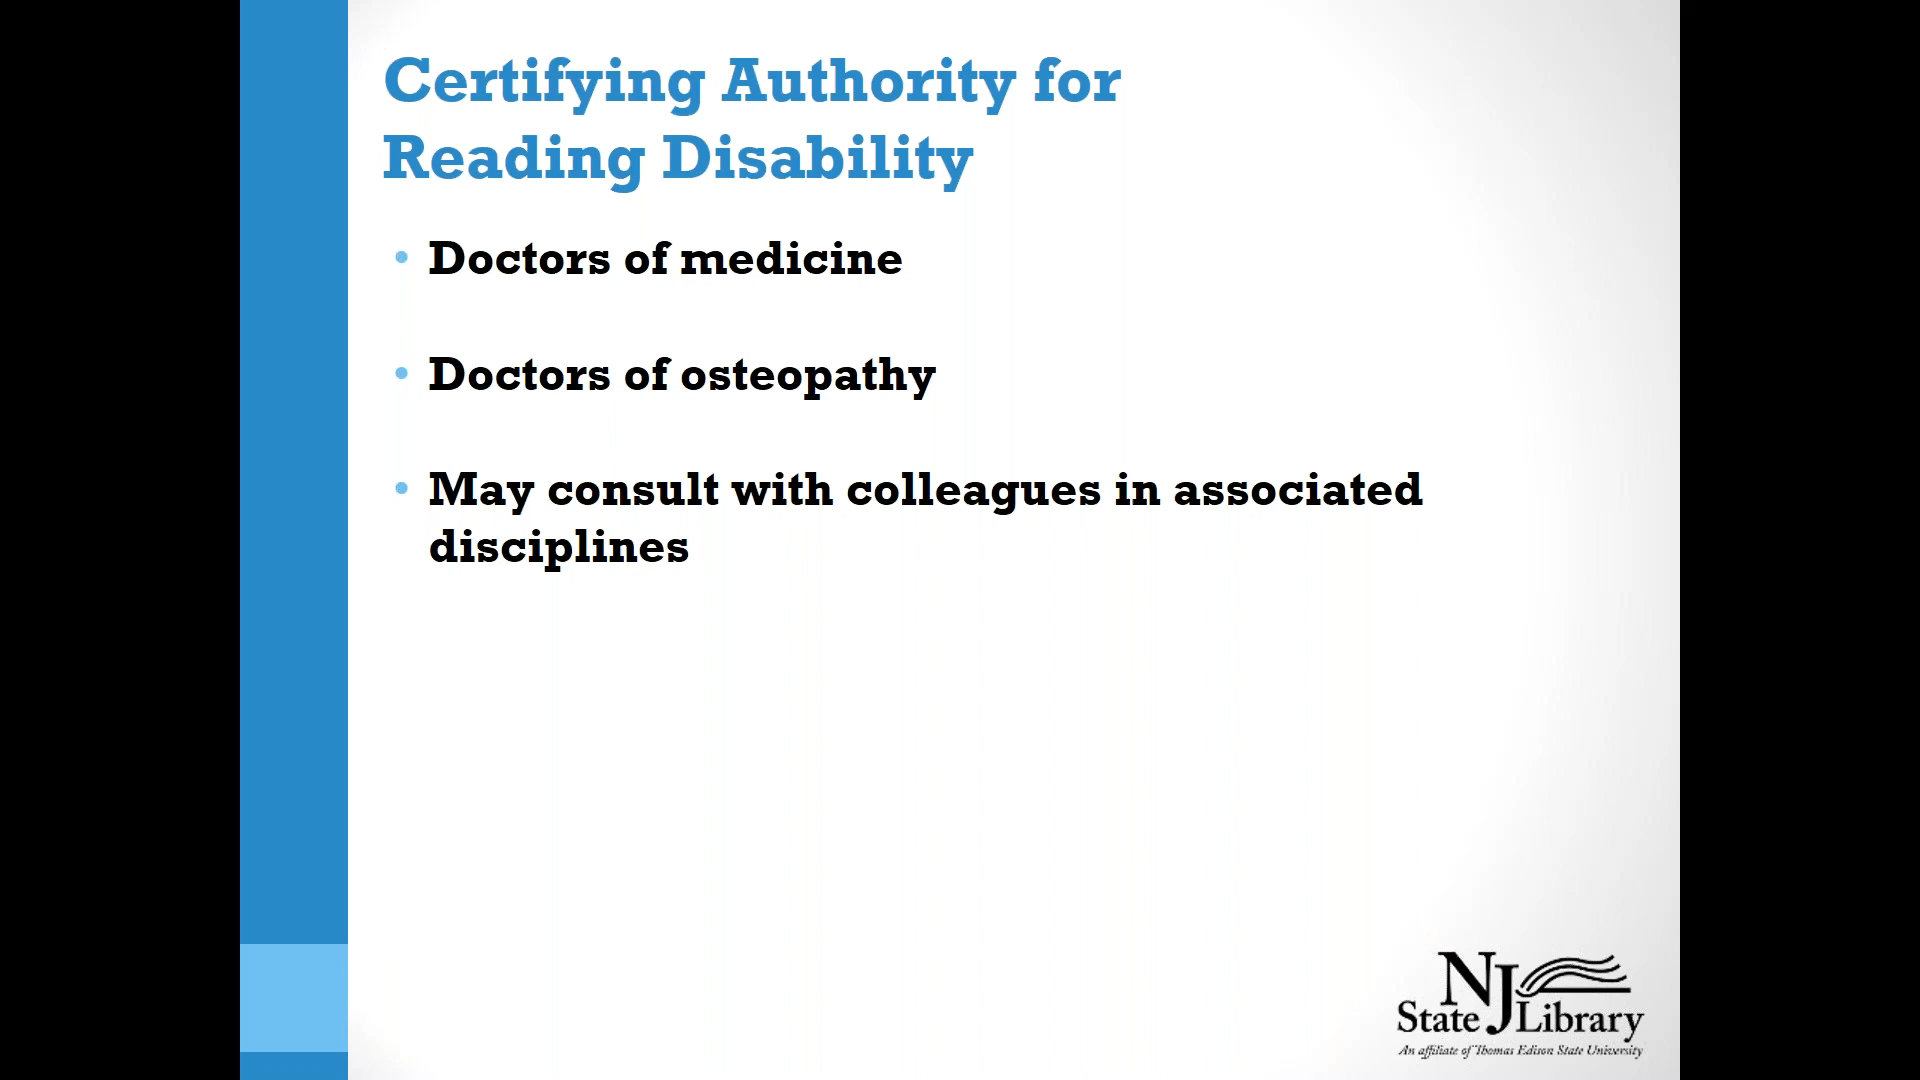 Certifying Authority for
Reading Disability
• Doctors of medicine
• Doctors of osteopathy
• May consult with colleagues in associated
disciplines
NJ
State Library
An affiliate of Thomas Edison State University